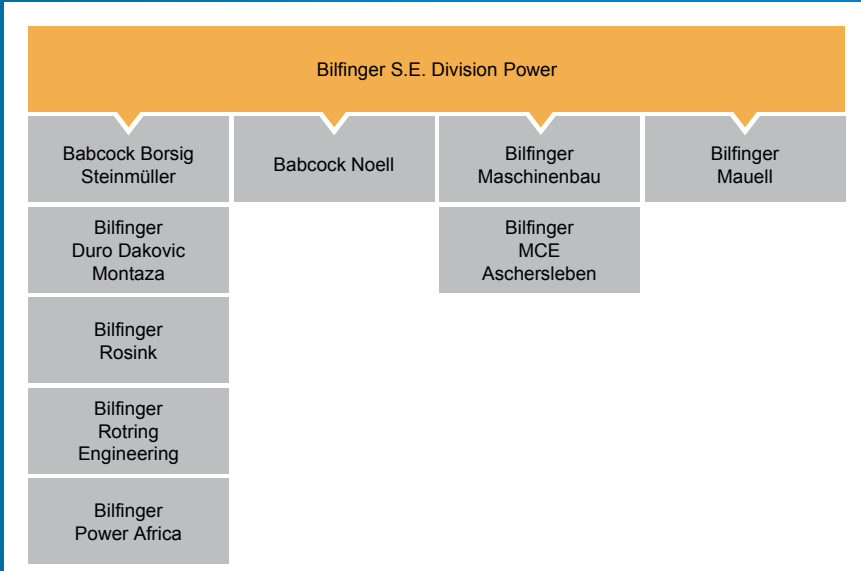 Bilfinger S.E. Division Power
Babcock Borsig
Steinmüller
Babcock Noell
Bilfinger
Maschinenbau
Bilfinger
Mauell
Bilfinger
Duro Dakovic
Montaza
Bilfinger
MCE
Aschersleben
Bilfinger
Rosink
Bilfinger
Rotring
Engineering
Bilfinger
Power Africa